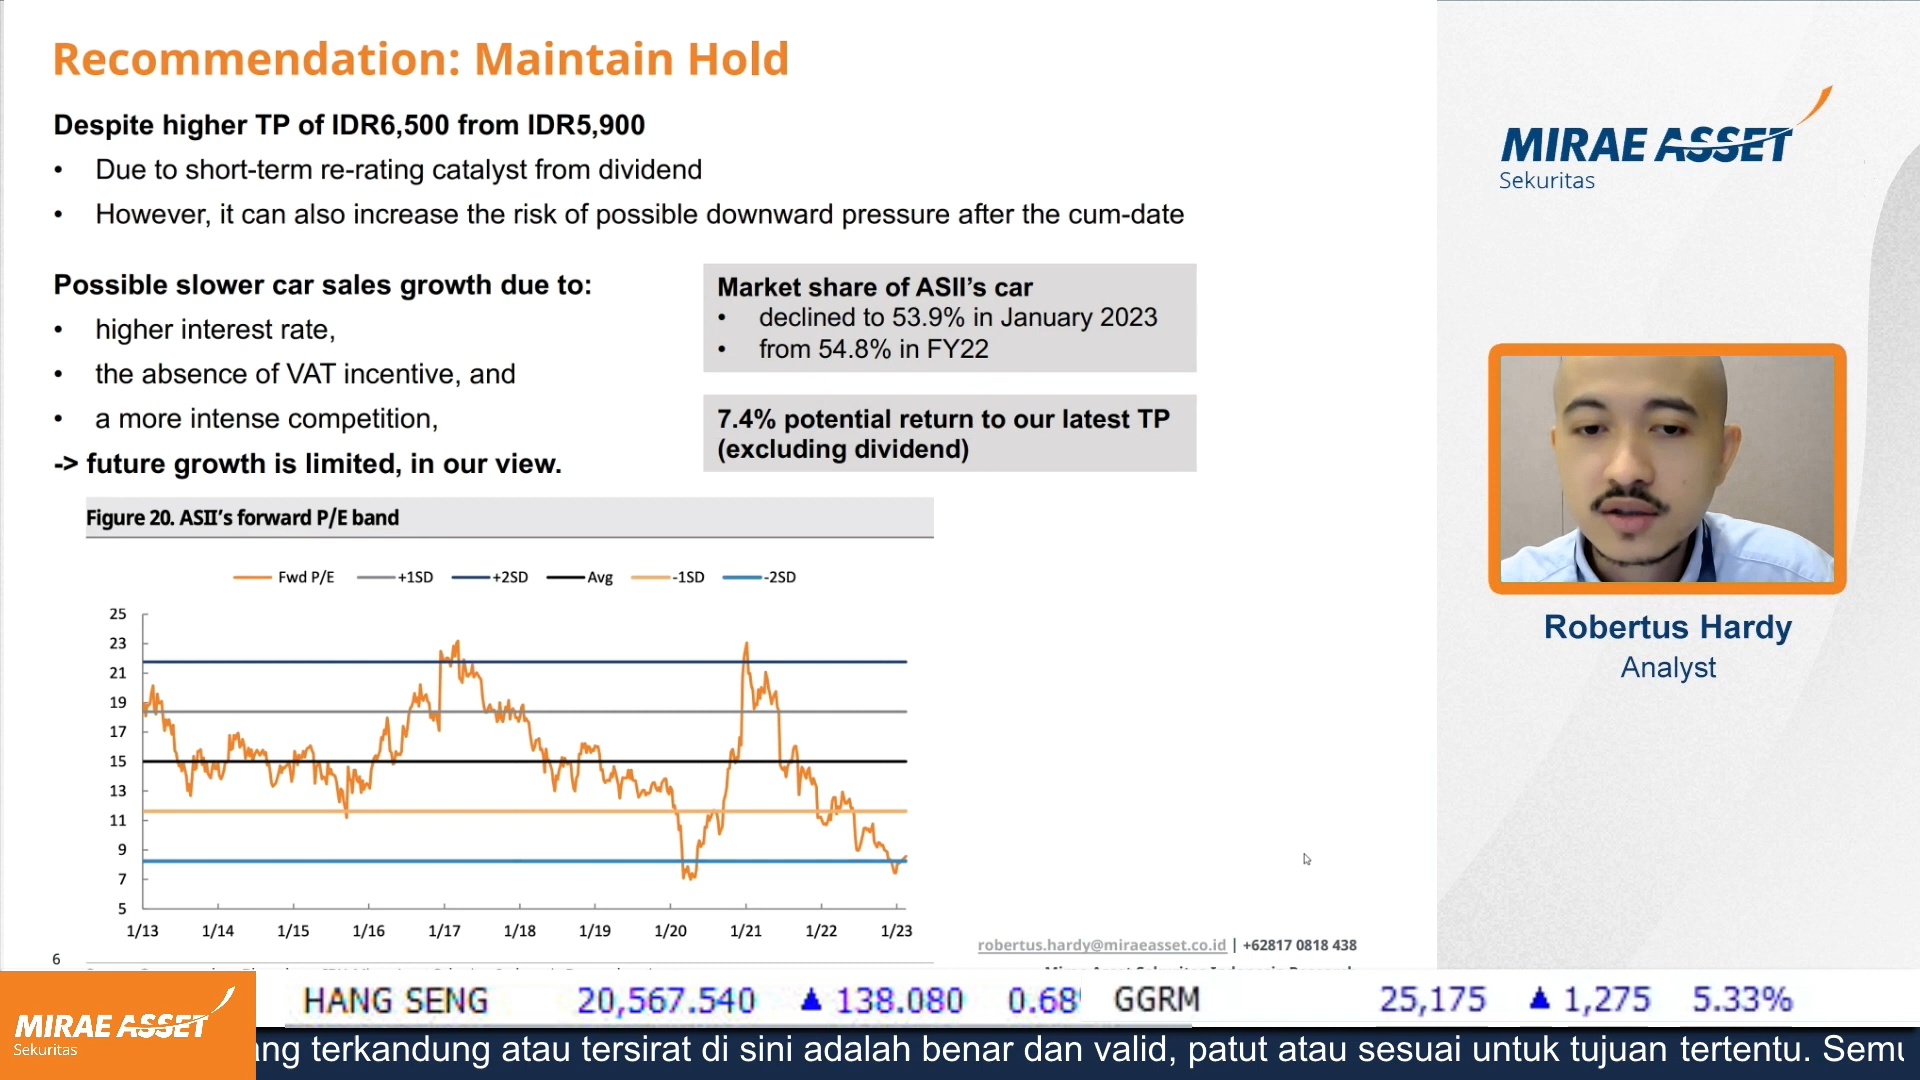 Recommendation: Maintain Hold
Despite higher TP of IDR6,500 from IDR5,900
• Due to short-term re-rating catalyst from dividend
• However, it can also increase the risk of possible downward pressure after the cum-date
Possible slower car sales growth due to:
• higher interest rate,
• the absence of VAT incentive, and
• a more intense competition,
-> future growth is limited, in our view.
Market share of ASII's car
• declined to 53.9% in January 2023
• from 54.8% in FY22
7.4% potential return to our latest TP
(excluding dividend)
Figure 20. ASII's forward P/E band
Fwd P/E +1SD +2SD Avg -1SD -2SD
25
23
21
19
17
15
13
11
9
7
5
1/13 1/14 1/15 1/16 1/17 1/18 1/19 1/20 1/21 1/22 1/23
6
robertus.hardy@miraeasset.co.id | +62817 0818 438
MIRAE ASSET
Sekuritas
Robertus Hardy
Analyst
HANG SENG 20,567.540 ▲ 138.080 0.68 GGRM 25,175 ▲ 1,275 5.33%
MIRAE ASSET
Sekuritas
ang terkandung atau tersirat di sini adalah benar dan valid, patut atau sesuai untuk tujuan tertentu. Semu